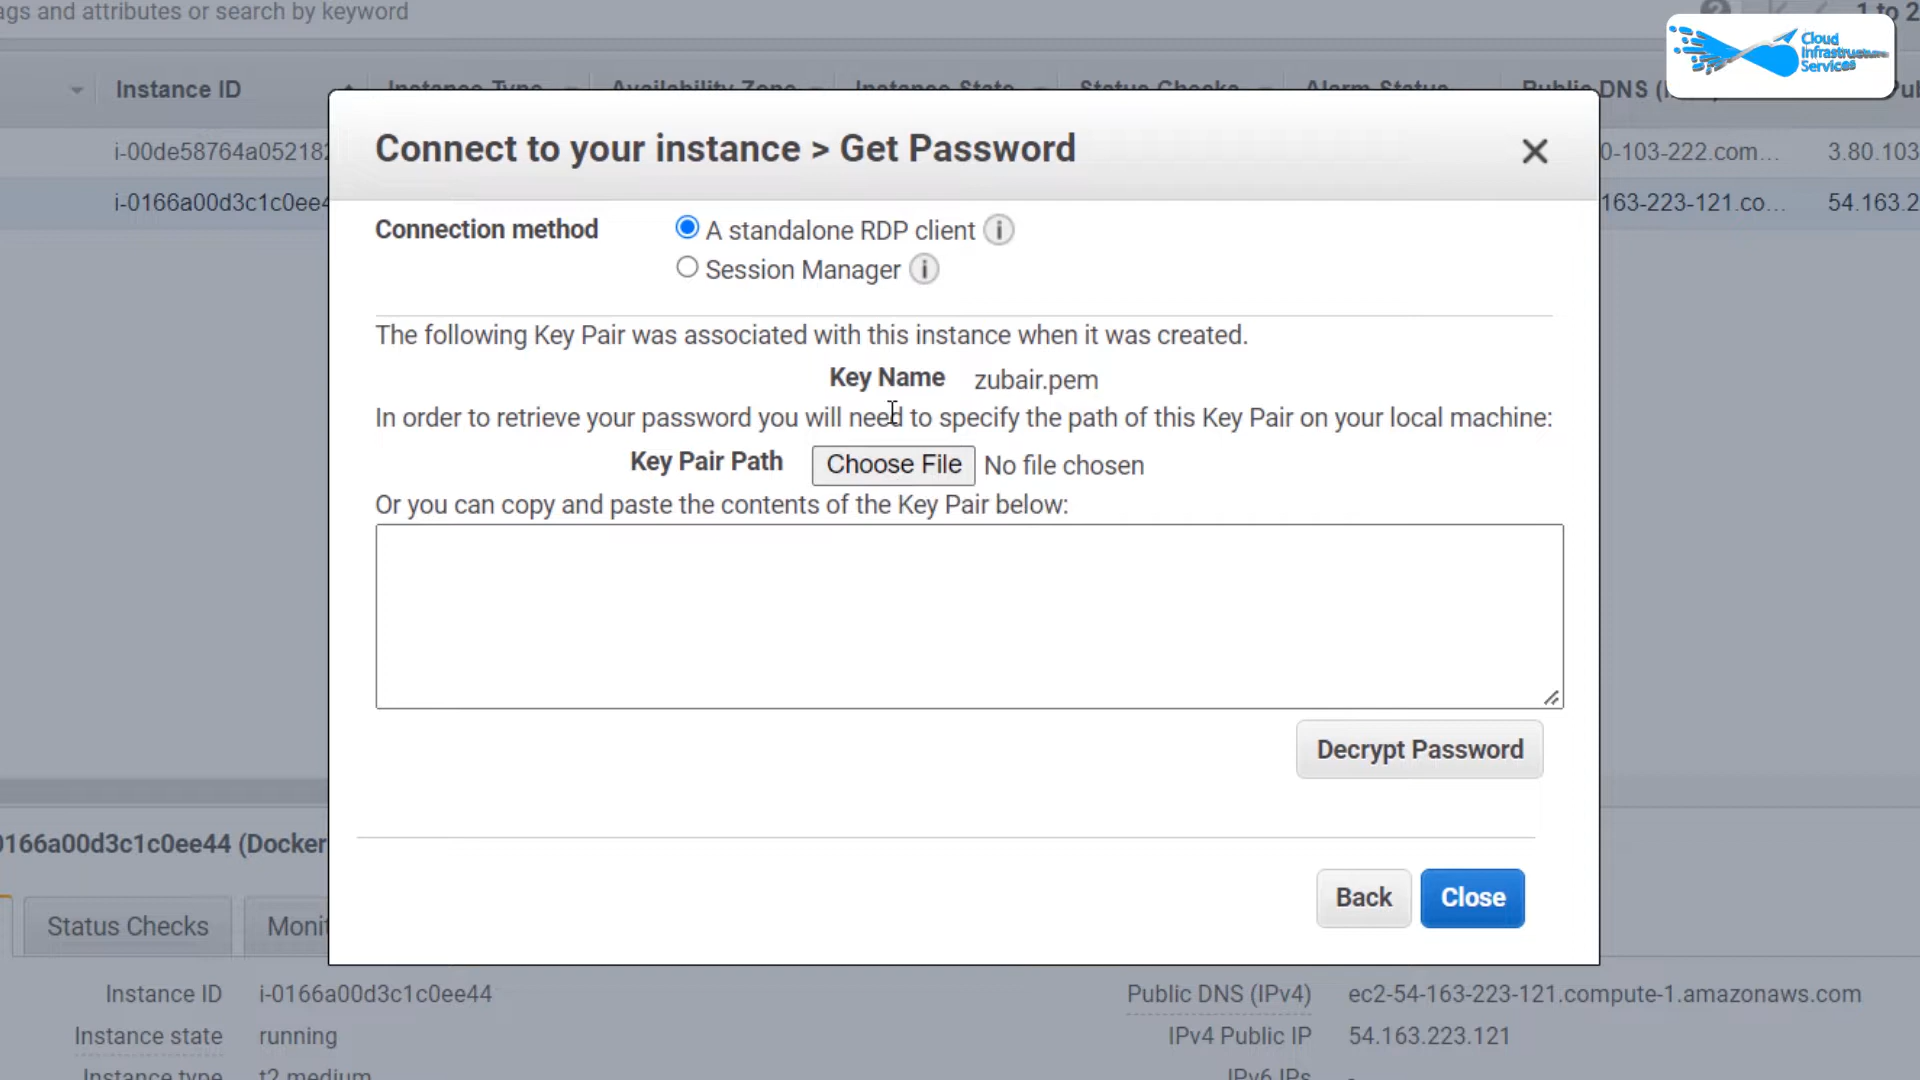 ags and attributes or search by keyword
1 to 2
Cloud
Infrastructure
Services
Instance ID
Instance Type
Availability Zone
Instance State
Status Checks
Alarm Status
Public DNS (
i-00de58764a052182
0-103-222.com...
3.80.103
i-0166a00d3c1c0ee4
163-223-121.co...
54.163.2
Connect to your instance > Get Password
Connection method
A standalone RDP client
Session Manager
The following Key Pair was associated with this instance when it was created.
Key Name zubair.pem
In order to retrieve your password you will need to specify the path of this Key Pair on your local machine:
Key Pair Path Choose File No file chosen
Or you can copy and paste the contents of the Key Pair below:
Decrypt Password
Back Close
0166a00d3c1c0ee44 (Docker
Status Checks
Monit
Instance ID i-0166a00d3c1c0ee44
Public DNS (IPv4) ec2-54-163-223-121.compute-1.amazonaws.com
Instance state running
IPv4 Public IP 54.163.223.121
Instance type t2.medium
IPv6 IPs -